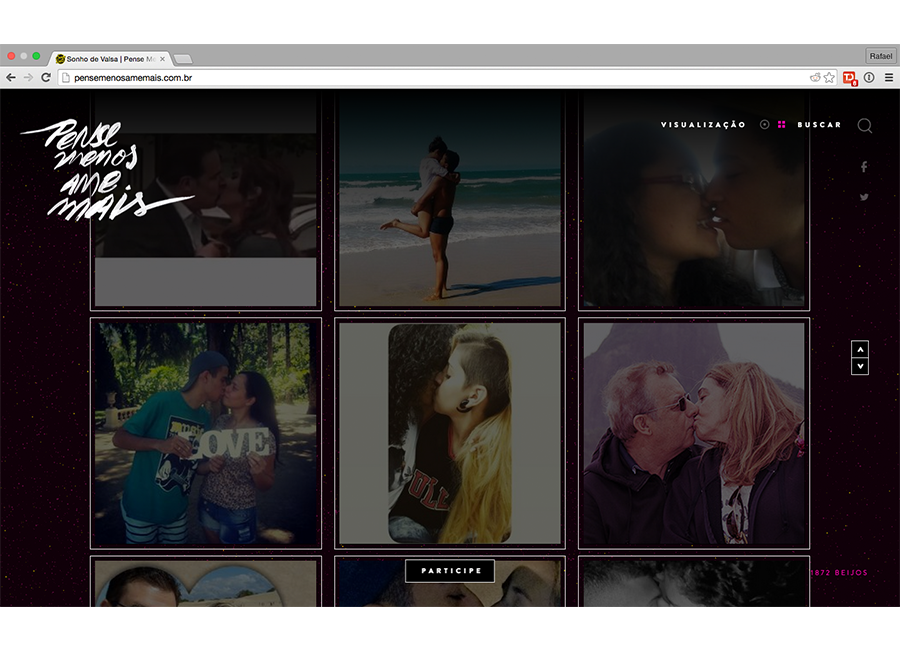 Rafael
Sonho de Valsa | Pense Me
pensemenosamemais.com.br
Pense
menos
ame
mais
VISUALIZAÇÃO
BUSCAR
LOVE
PARTICIPE
1872 BEIJOS